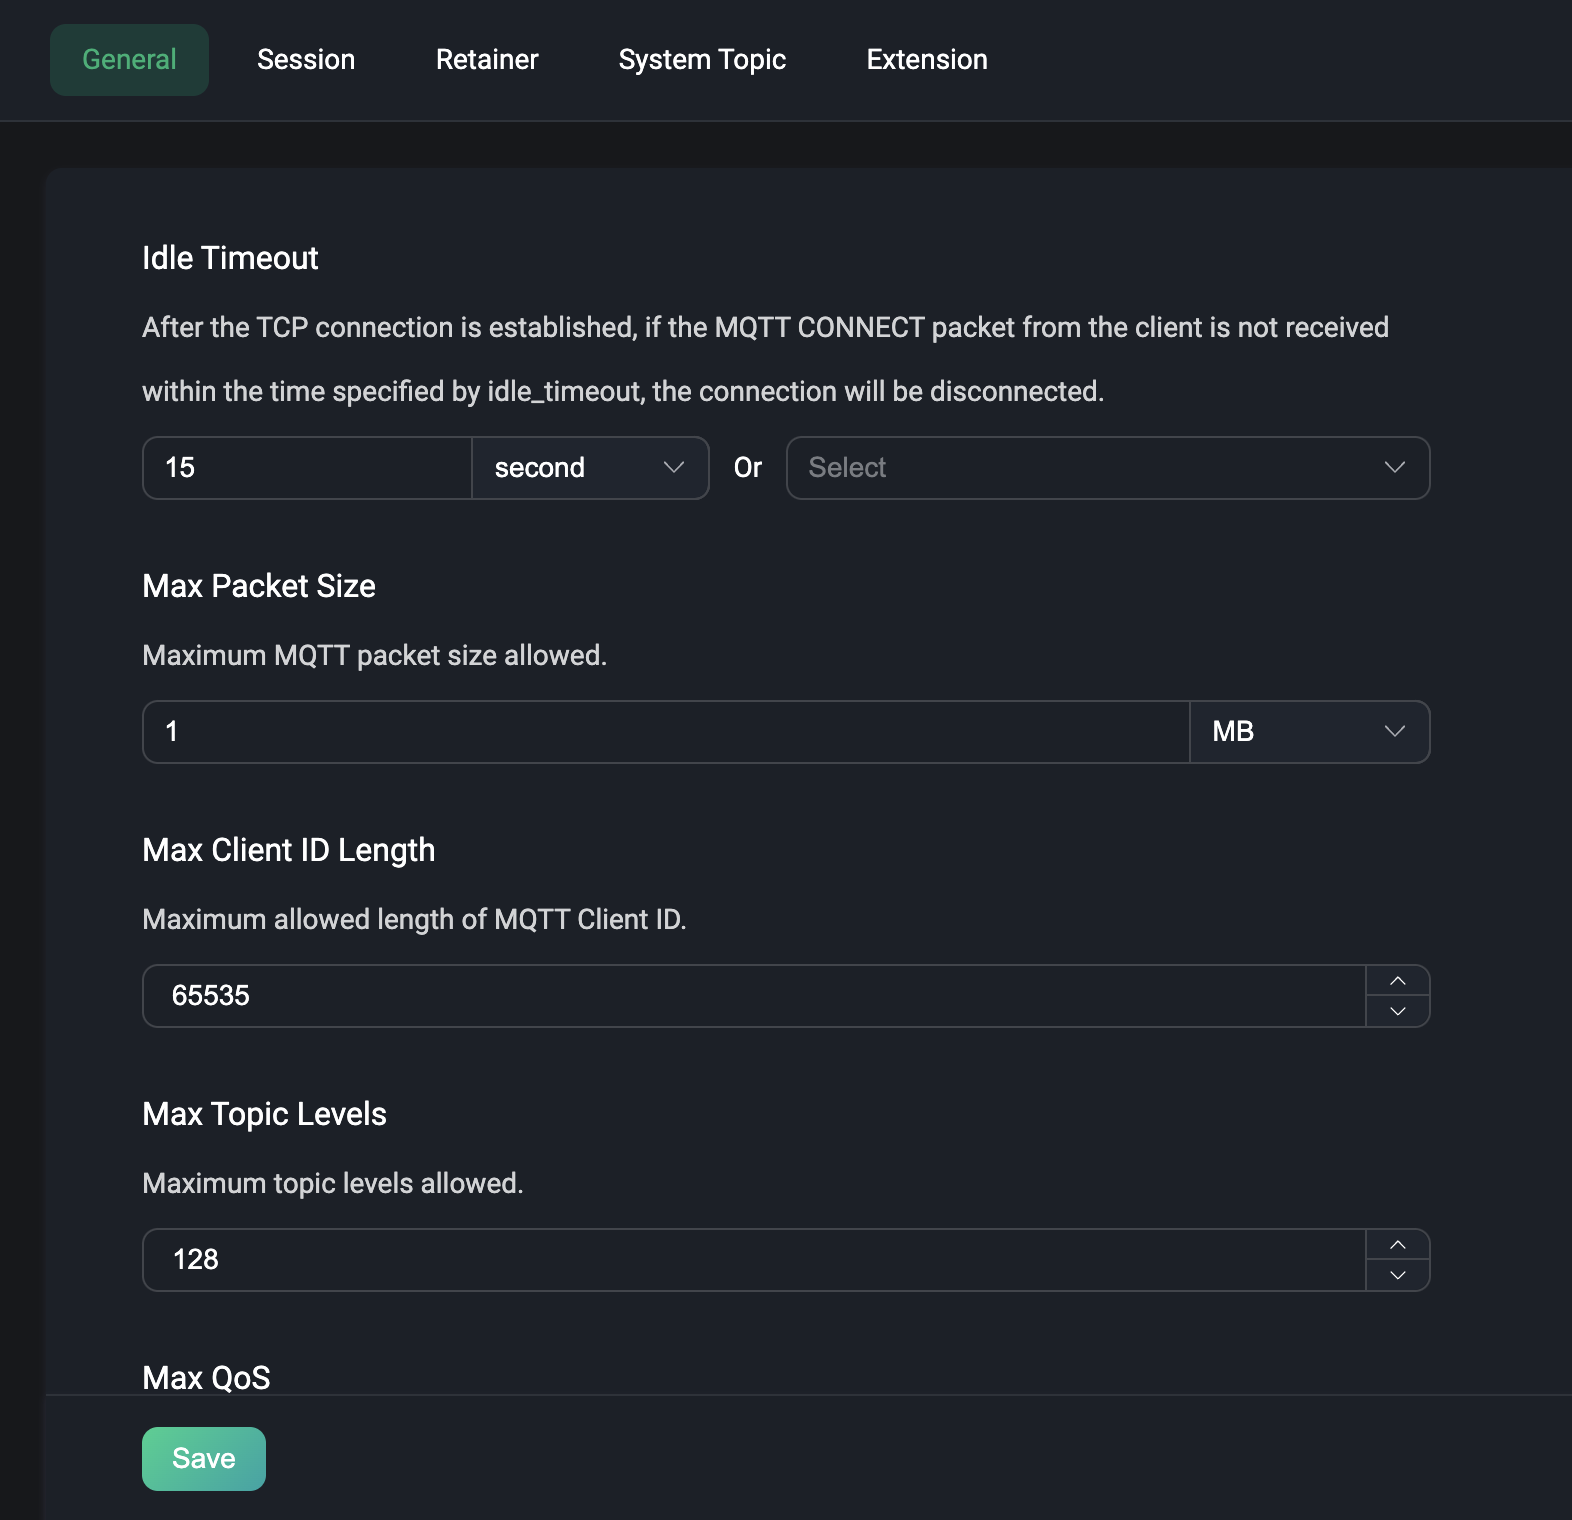 General Session Retainer System Topic Extension
Idle Timeout
After the TCP connection is established, if the MQTT CONNECT packet from the client is not received
within the time specified by idle_timeout, the connection will be disconnected.
15 second Or Select
Max Packet Size
Maximum MQTT packet size allowed.
1 MB
Max Client ID Length
Maximum allowed length of MQTT Client ID.
65535
Max Topic Levels
Maximum topic levels allowed.
128
Max QoS
Save